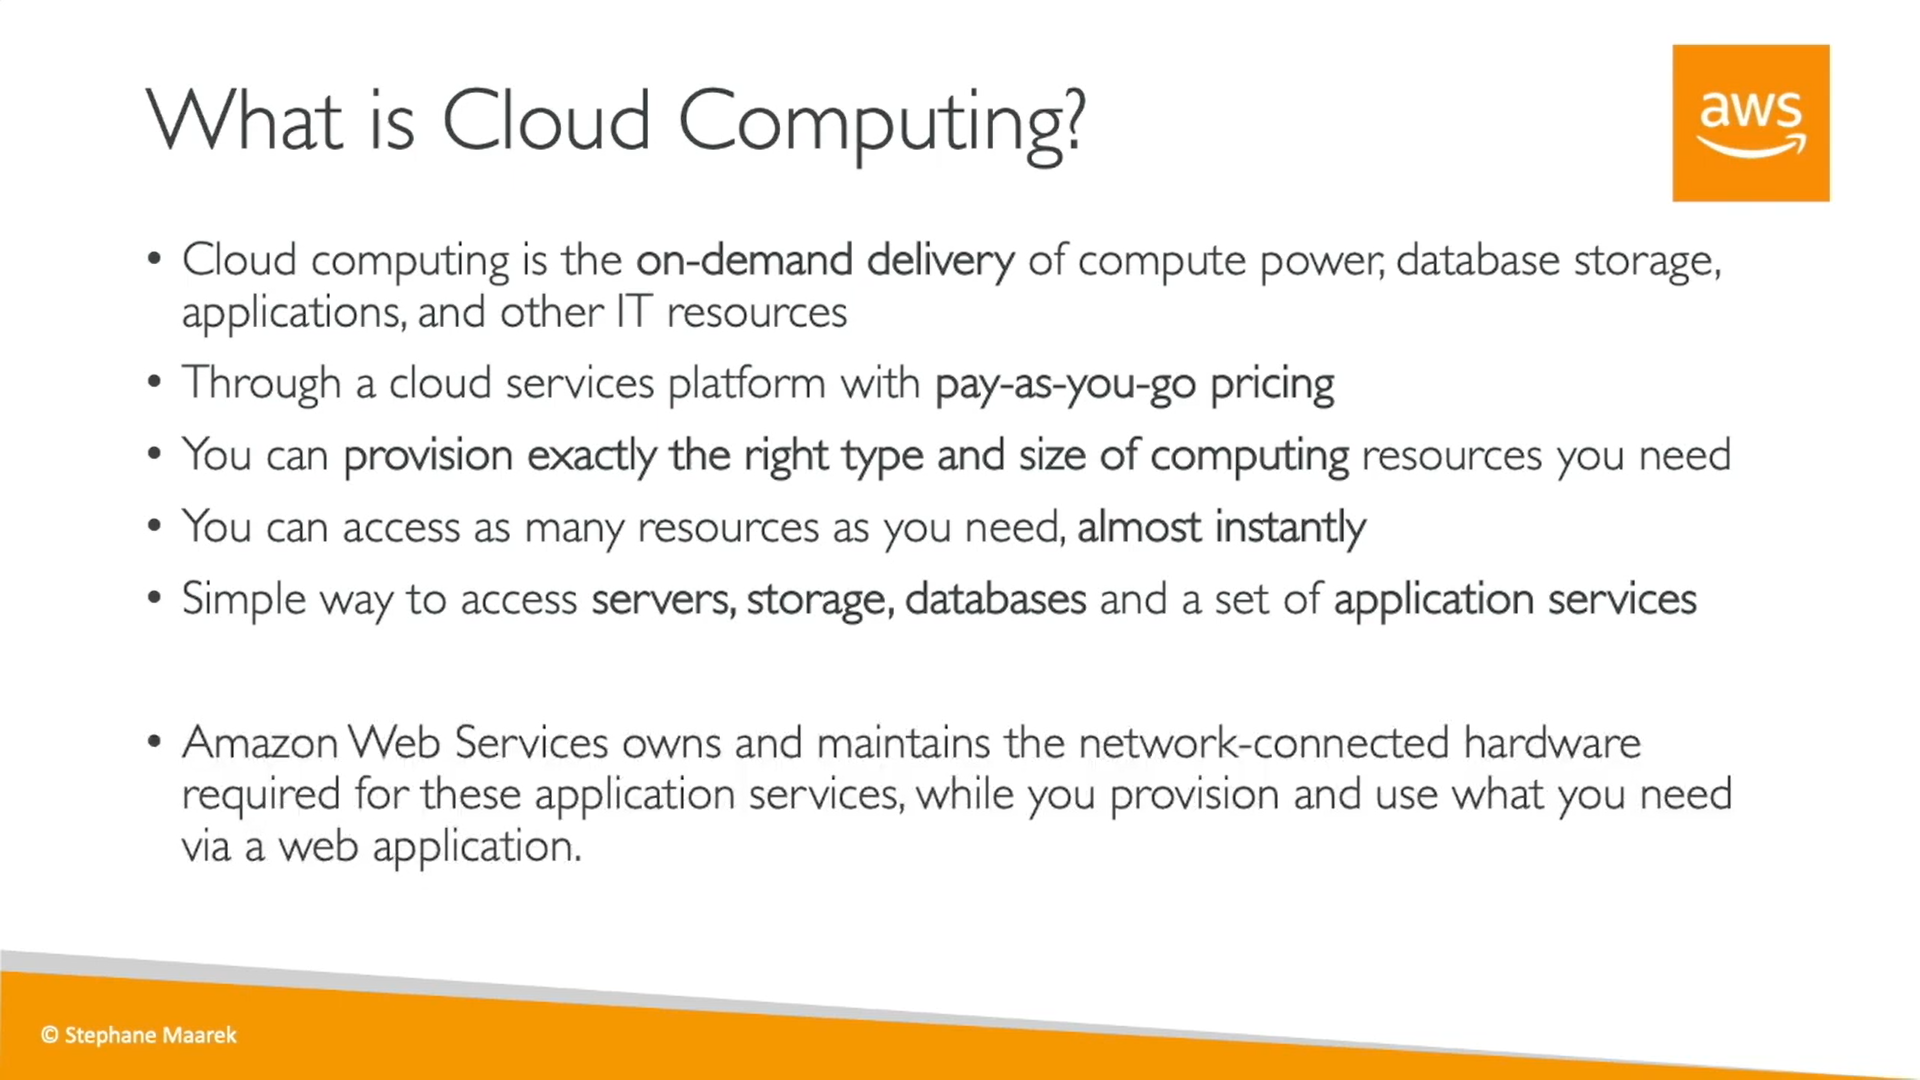 What is Cloud Computing?
aws
• Cloud computing is the on-demand delivery of compute power, database storage,
applications, and other IT resources
• Through a cloud services platform with pay-as-you-go pricing
• You can provision exactly the right type and size of computing resources you need
• You can access as many resources as you need, almost instantly
• Simple way to access servers, storage, databases and a set of application services
• Amazon Web Services owns and maintains the network-connected hardware
required for these application services, while you provision and use what you need
via a web application.
© Stephane Maarek